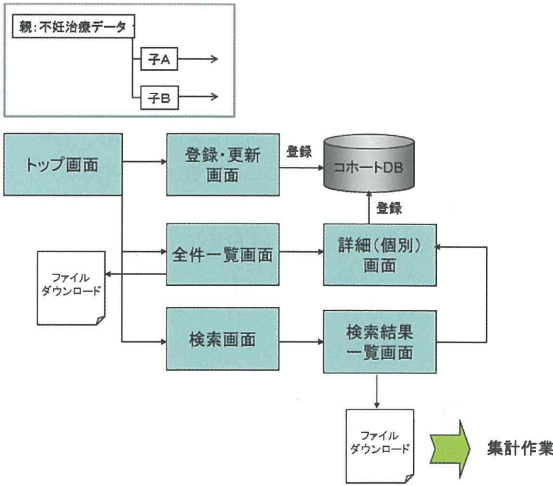 親:不妊治療データ
子A
子B
トップ画面
登録・更新
画面
登録
コホートDB
登録
全件一覧画面
詳細(個別)
画面
ファイル
ダウンロード
検索画面
検索結果
一覧画面
ファイル
ダウンロード
集計作業